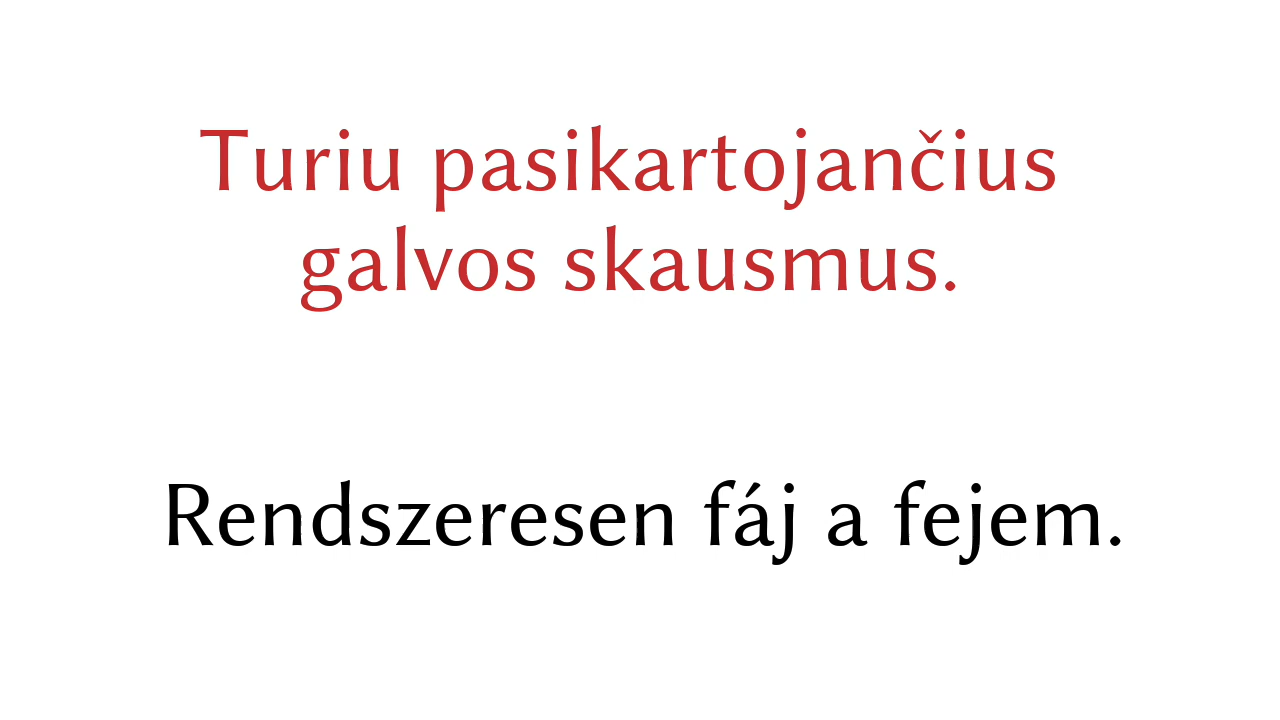 Turiu pasikartojančius
galvos skausmus.
Rendszeresen fáj a fejem.